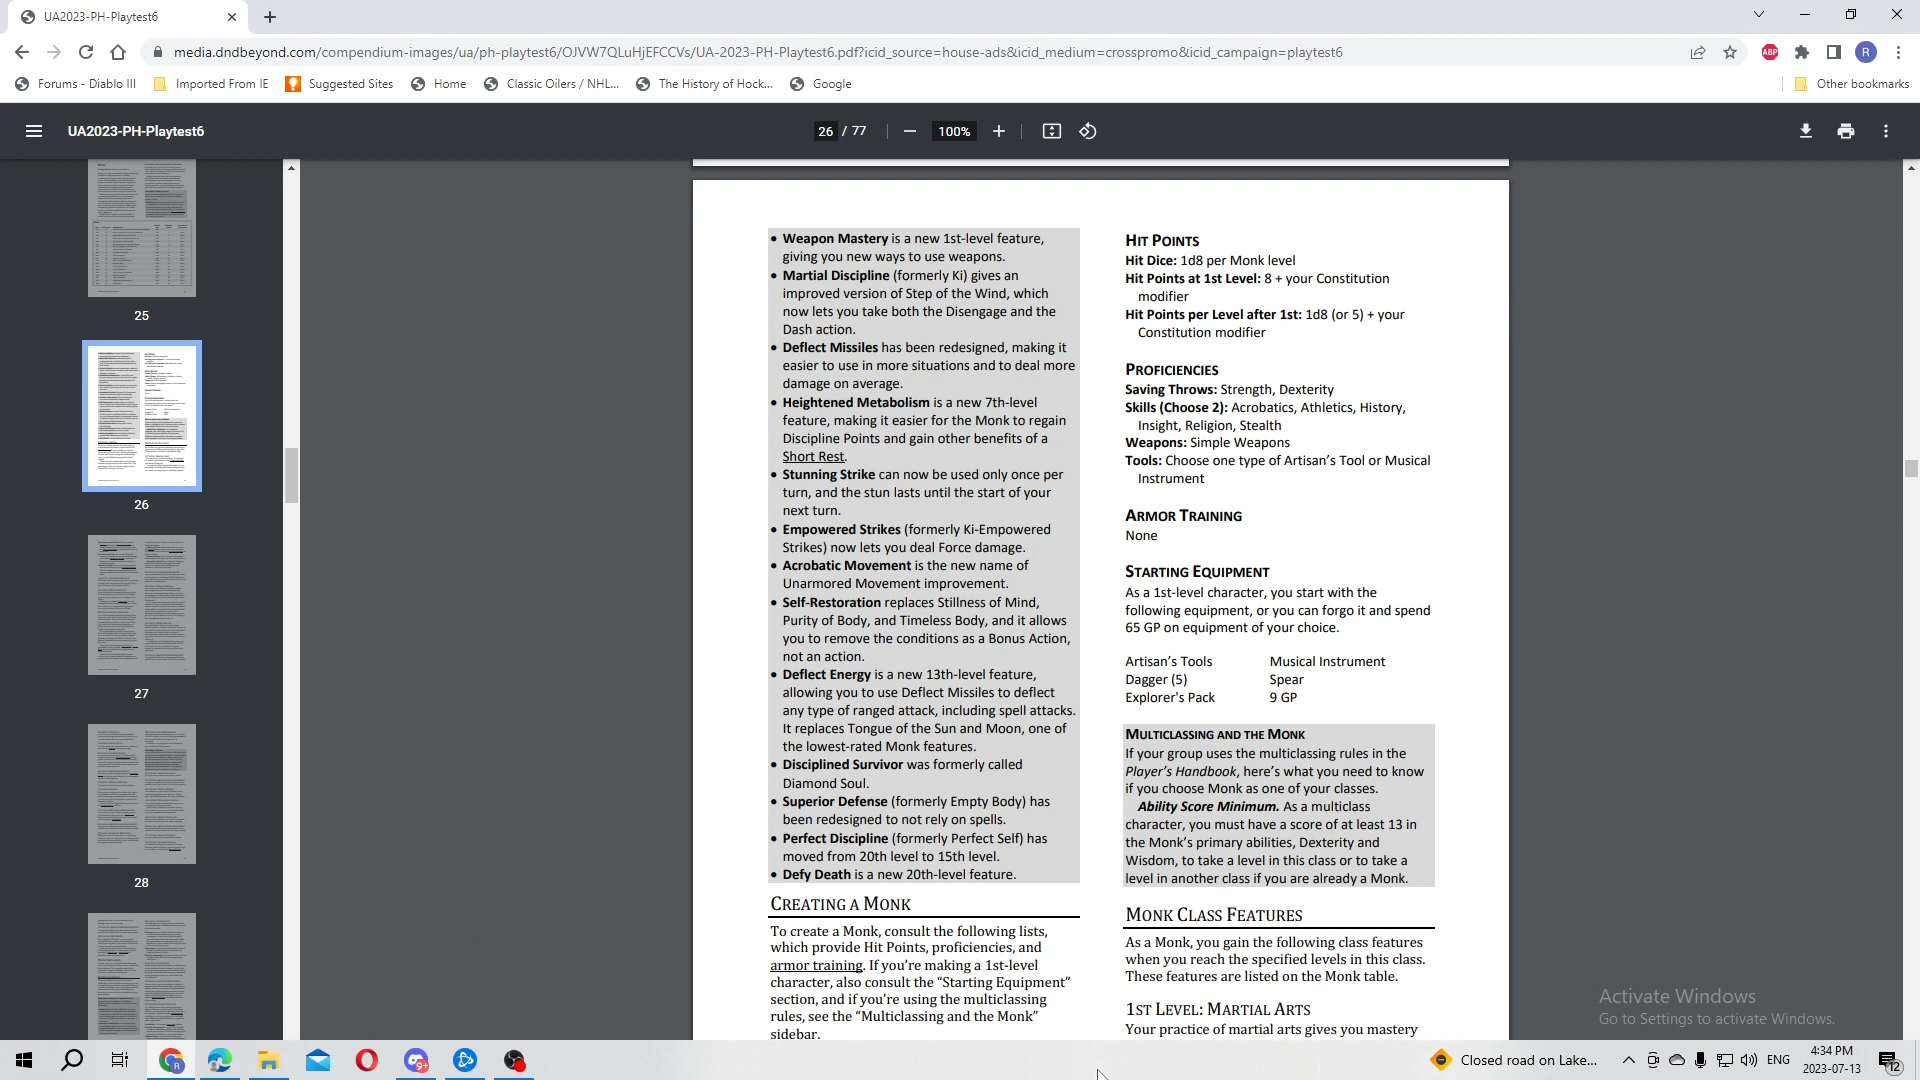 UA2023-PH-Playtest6
media.dndbeyond.com/compendium-images/ua/ph-playtest6/OJVW7QLuHjEFCCVs/UA-2023-PH-Playtest6.pdf?icid_source=house-ads&icid_medium=crosspromo&icid_campaign=playtest6
ABP
R
Forums - Diablo III
Imported From IE
Suggested Sites
Home
Classic Oilers / NHL...
The History of Hock...
Google
Other bookmarks
UA2023-PH-Playtest6
26 / 77
100%
25
26
27
28
• Weapon Mastery is a new 1st-level feature,
giving you new ways to use weapons.
• Martial Discipline (formerly Ki) gives an
improved version of Step of the Wind, which
now lets you take both the Disengage and the
Dash action.
• Deflect Missiles has been redesigned, making it
easier to use in more situations and to deal more
damage on average.
• Heightened Metabolism is a new 7th-level
feature, making it easier for the Monk to regain
Discipline Points and gain other benefits of a
Short Rest.
• Stunning Strike can now be used only once per
turn, and the stun lasts until the start of your
next turn.
• Empowered Strikes (formerly Ki-Empowered
Strikes) now lets you deal Force damage.
• Acrobatic Movement is the new name of
Unarmored Movement improvement.
• Self-Restoration replaces Stillness of Mind,
Purity of Body, and Timeless Body, and it allows
you to remove the conditions as a Bonus Action,
not an action.
• Deflect Energy is a new 13th-level feature,
allowing you to use Deflect Missiles to deflect
any type of ranged attack, including spell attacks.
It replaces Tongue of the Sun and Moon, one of
the lowest-rated Monk features.
• Disciplined Survivor was formerly called
Diamond Soul.
• Superior Defense (formerly Empty Body) has
been redesigned to not rely on spells.
• Perfect Discipline (formerly Perfect Self) has
moved from 20th level to 15th level.
• Defy Death is a new 20th-level feature.
CREATING A MONK
To create a Monk, consult the following lists,
which provide Hit Points, proficiencies, and
armor training. If you're making a 1st-level
character, also consult the “Starting Equipment”
section, and if you're using the multiclassing
rules, see the “Multiclassing and the Monk”
sidebar.
HIT POINTS
Hit Dice: 1d8 per Monk level
Hit Points at 1st Level: 8 + your Constitution
modifier
Hit Points per Level after 1st: 1d8 (or 5) + your
Constitution modifier
PROFICIENCIES
Saving Throws: Strength, Dexterity
Skills (Choose 2): Acrobatics, Athletics, History,
Insight, Religion, Stealth
Weapons: Simple Weapons
Tools: Choose one type of Artisan's Tool or Musical
Instrument
ARMOR TRAINING
None
STARTING EQUIPMENT
As a 1st-level character, you start with the
following equipment, or you can forgo it and spend
65 GP on equipment of your choice.
Artisan's Tools Musical Instrument
Dagger (5) Spear
Explorer's Pack 9 GP
MULTICLASSING AND THE MONK
If your group uses the multiclassing rules in the
Player's Handbook, here's what you need to know
if you choose Monk as one of your classes.
Ability Score Minimum. As a multiclass
character, you must have a score of at least 13 in
the Monk's primary abilities, Dexterity and
Wisdom, to take a level in this class or to take a
level in another class if you are already a Monk.
MONK CLASS FEATURES
As a Monk, you gain the following class features
when you reach the specified levels in this class.
These features are listed on the Monk table.
1ST LEVEL: MARTIAL ARTS
Your practice of martial arts gives you mastery
Activate Windows
Go to Settings to activate Windows.
R
9+
Closed road on Lake...
ENG
4:34 PM
2023-07-13
12